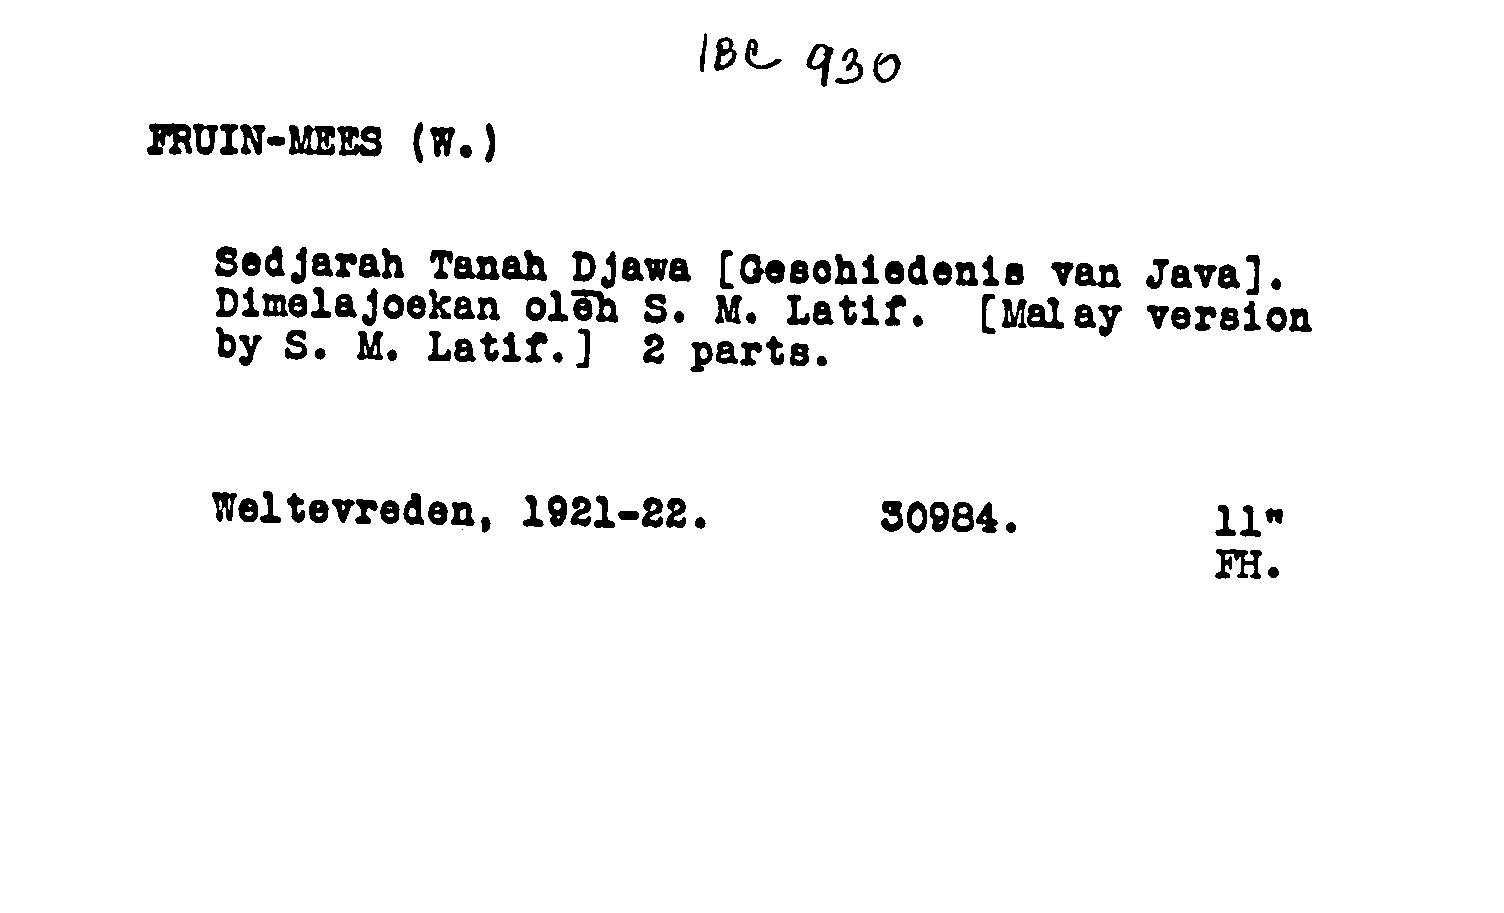 IBC 930
FRUIN-MEES (W.)
Sedjarah Tanah Djawa [Geschiedenis van Java].
Dimelajoekan oleh S. M. Latif. [Malay version
by S. M. Latif.] 2 parts.
Weltevreden, 1921-22. 30984. 11"
FH.